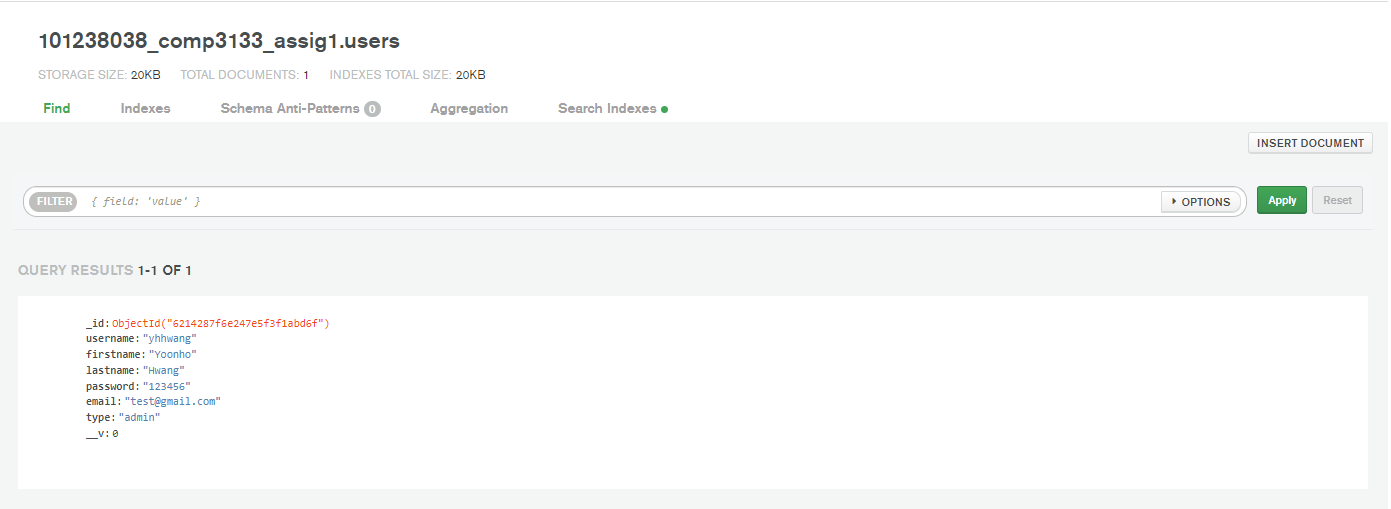 101238038_comp3133_assig1.users
STORAGE SIZE: 20KB TOTAL DOCUMENTS: 1 INDEXES TOTAL SIZE: 20KB
Find Indexes Schema Anti-Patterns 0 Aggregation Search Indexes
INSERT DOCUMENT
FILTER { field: 'value' } OPTIONS Apply Reset
QUERY RESULTS 1-1 OF 1
_id: ObjectId("6214287f6e247e5f3f1abd6f")
username: "yhhwang"
firstname: "Yoonho"
lastname: "Hwang"
password: "123456"
email: "test@gmail.com"
type: "admin"
__v: 0